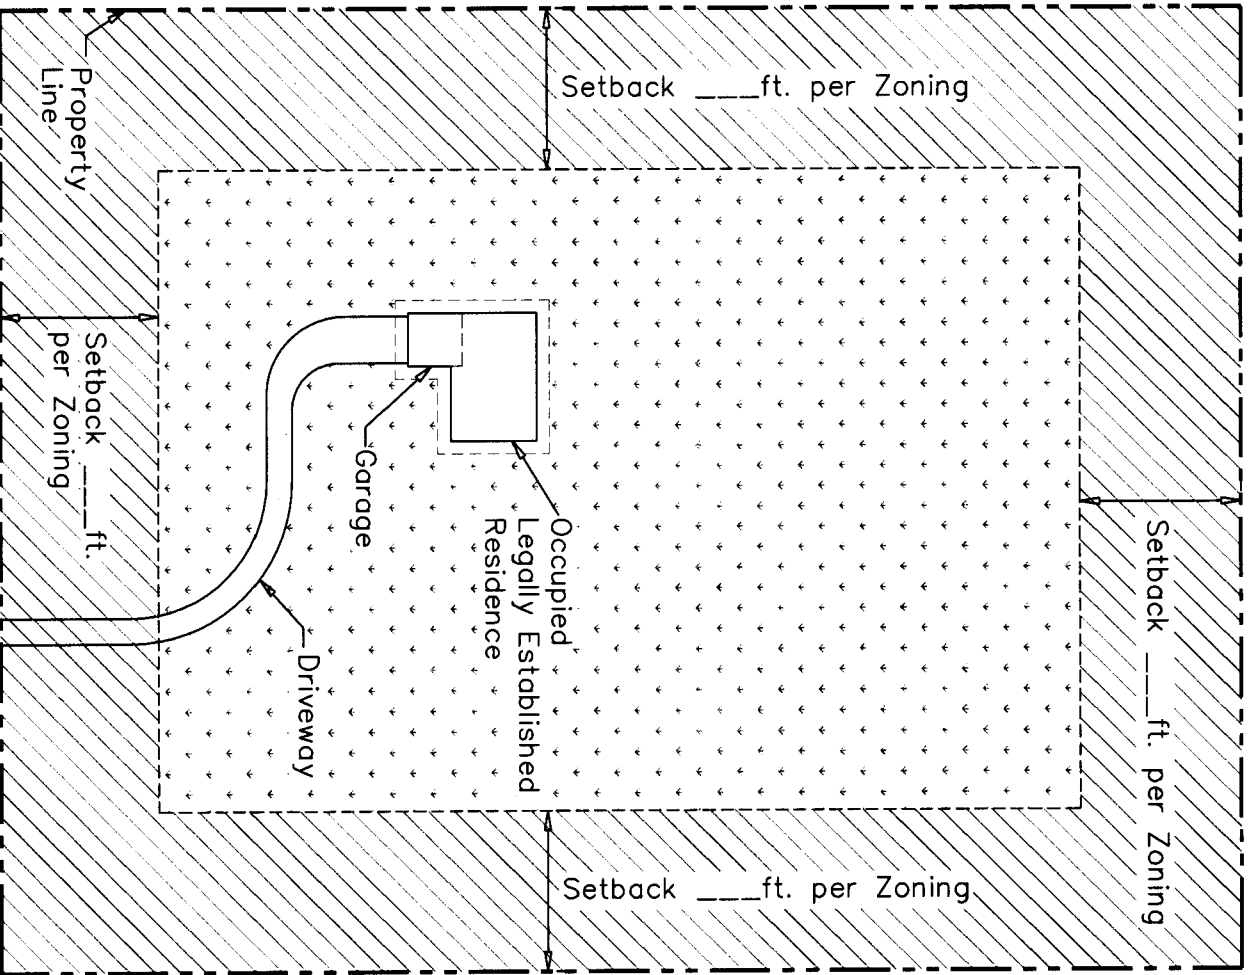 Property
Line
Setback ___ft. per Zoning
Setback ___ft.
per Zoning
Garage
Occupied
Legally Established
Residence
Driveway
Setback ___ft. per Zoning
Setback ___ft. per Zoning